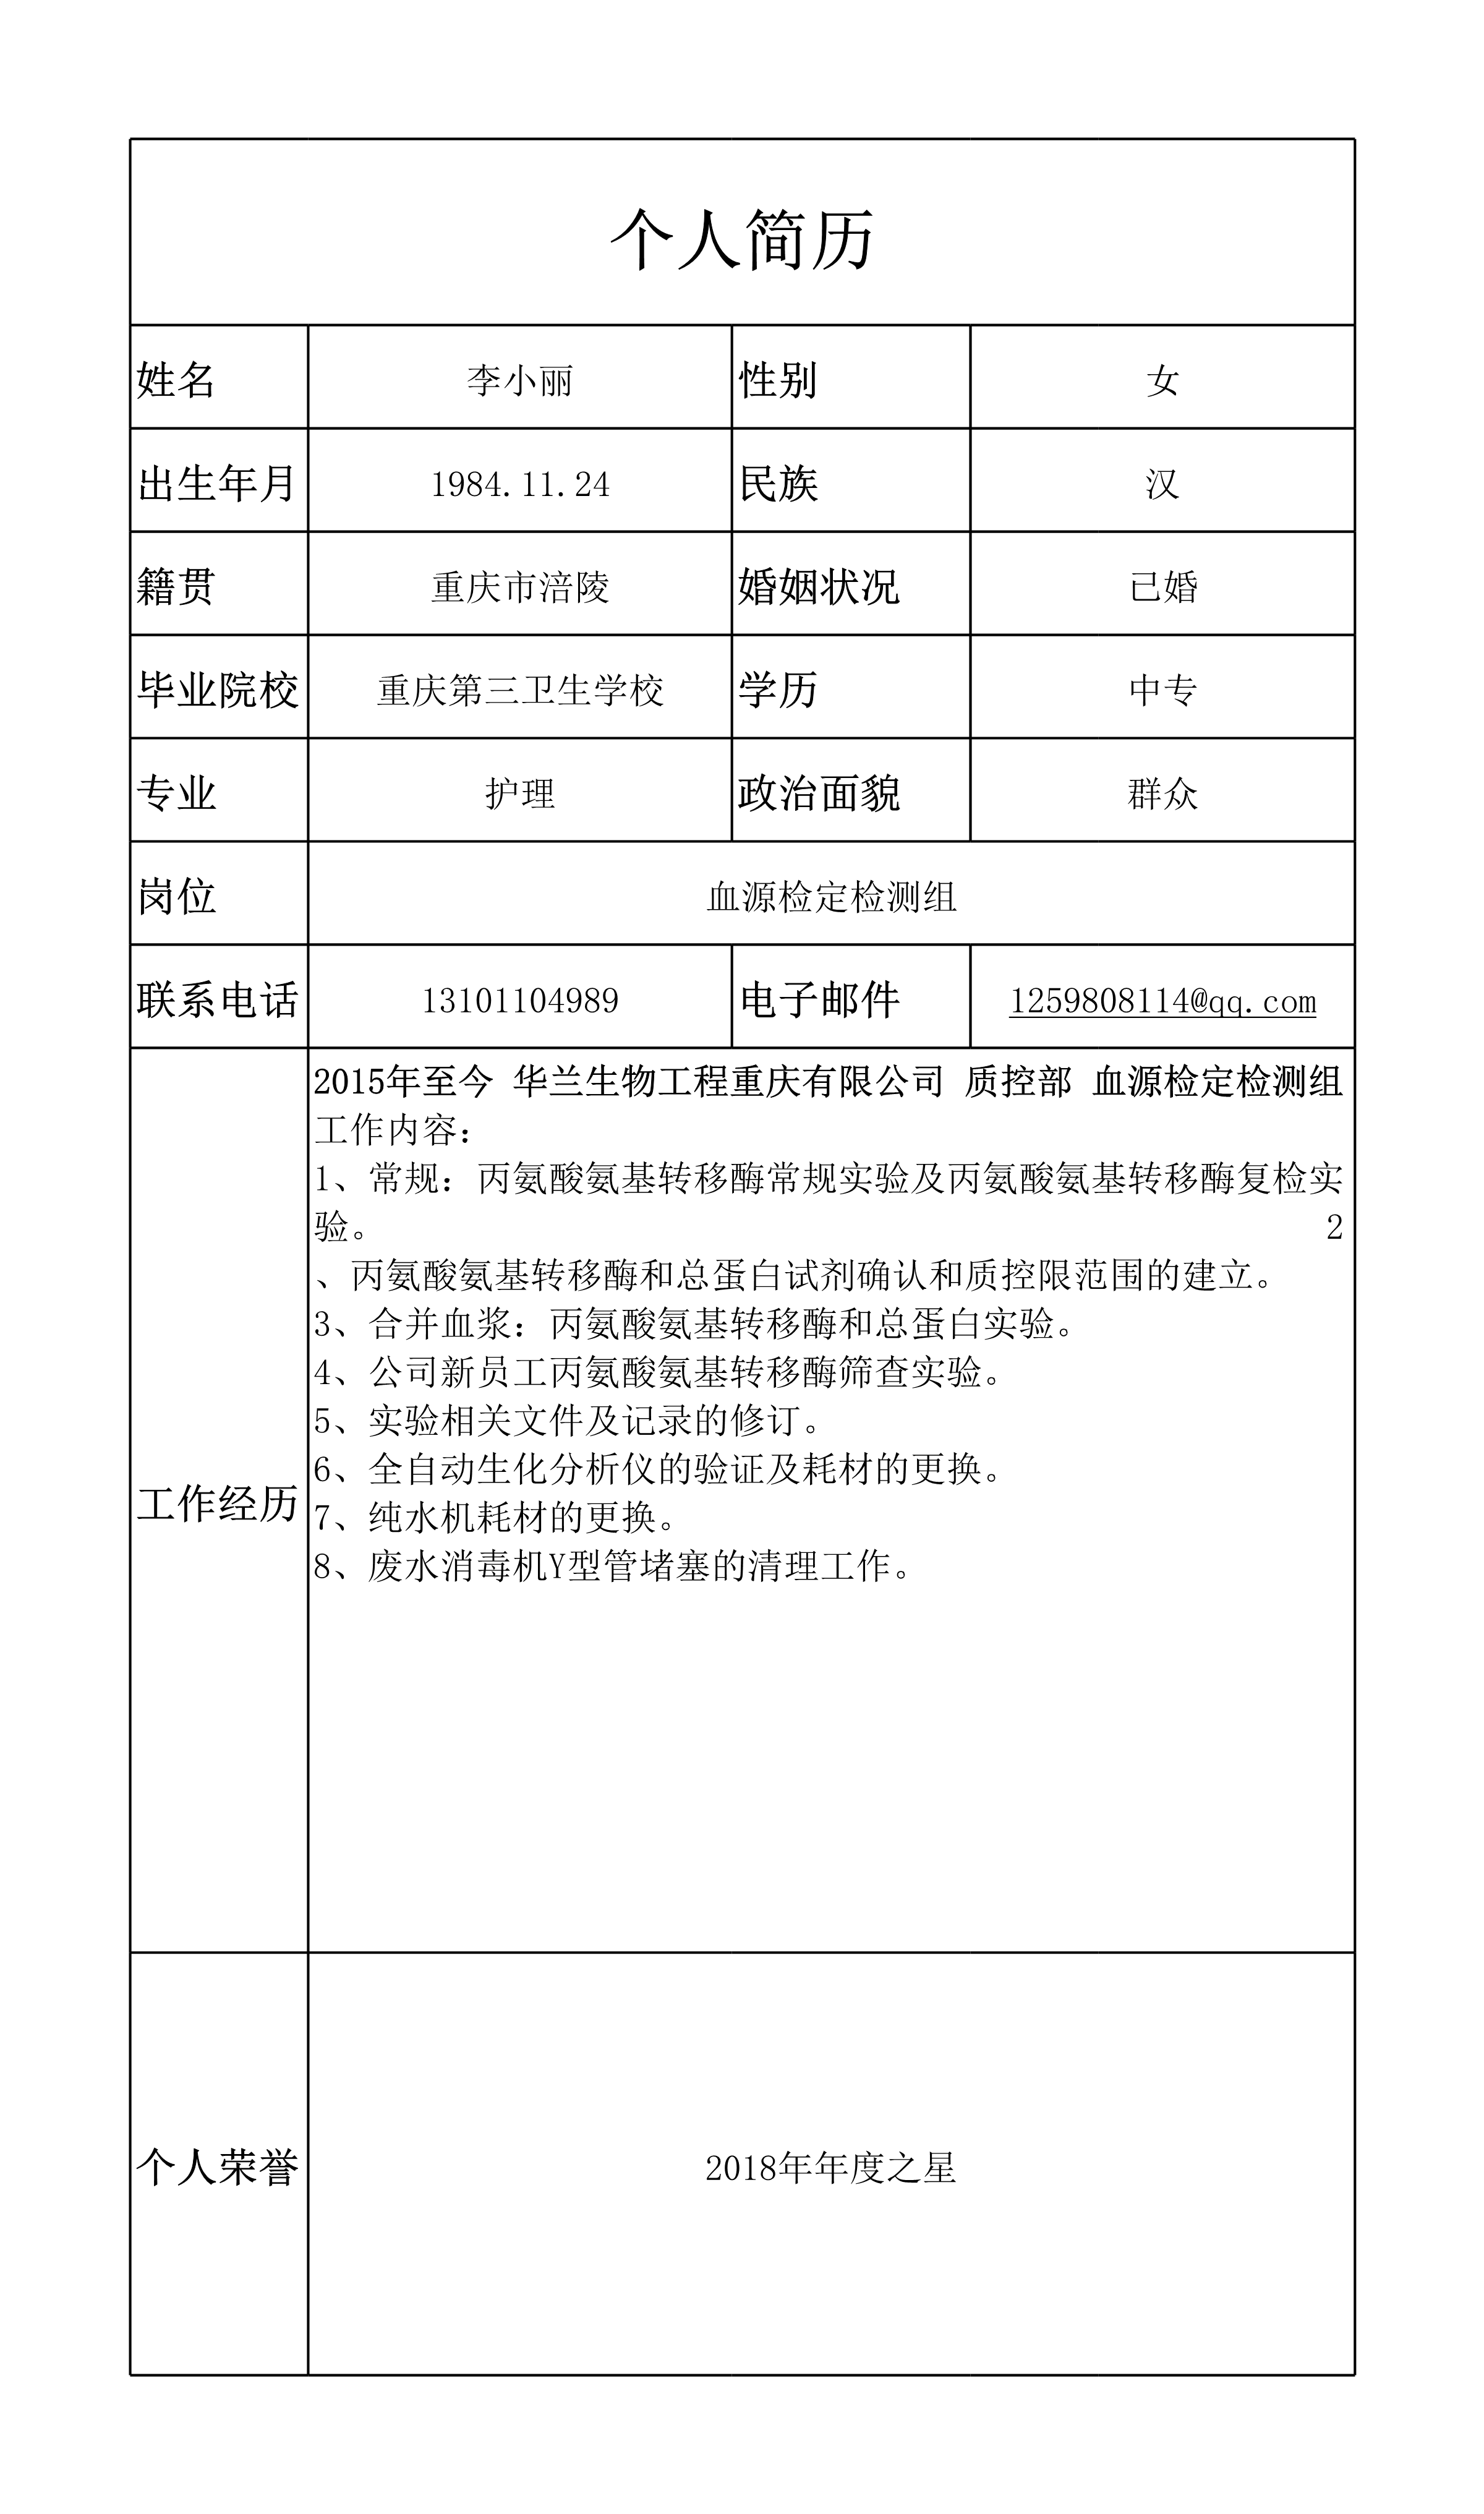 个人简历
姓名 李小丽 性别 女
出生年月 1984.11.24 民族 汉
籍贯 重庆市涪陵 婚姻状况 已婚
毕业院校 重庆第三卫生学校 学历 中专
专业 护理 政治面貌 群众
岗位 血源检定检测组
联系电话 13101104989 电子邮件 1259808114@qq.com
工作经历
2015年至今 华兰生物工程重庆有限公司 质控部 血源检定检测组
工作内容：
1、常规：丙氨酸氨基转移酶常规实验及丙氨酸氨基转移酶复检实
验。 2
、丙氨酸氨基转移酶和总蛋白试剂确认和质控限范围的建立。
3、合并血浆：丙氨酸氨基转移酶和总蛋白实验。
4、公司新员工丙氨酸氨基转移酶筛查实验。
5、实验相关文件及记录的修订。
6、全自动生化分析仪的验证及耗材的更换。
7、纯水机耗材的更换。
8、废水消毒机Y型管堵塞的清理工作。
个人荣誉 2018年年度之星